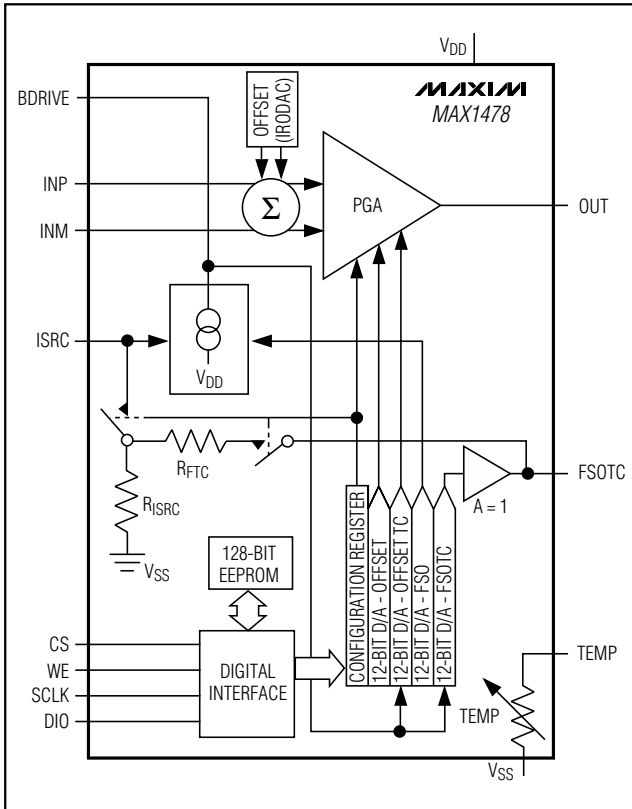 VDD
BDRIVE
MAXIM
MAX1478
OFFSET
(IRODAC)
INP
INM
Σ
PGA
OUT
ISRC
VDD
RFTC
RISRC
VSS
A = 1
FSOTC
128-BIT
EEPROM
CONFIGURATION REGISTER
12-BIT D/A - OFFSET
12-BIT D/A - OFFSET TC
12-BIT D/A - FSO
12-BIT D/A - FSOTC
CS
WE
SCLK
DIO
DIGITAL
INTERFACE
TEMP
TEMP
VSS